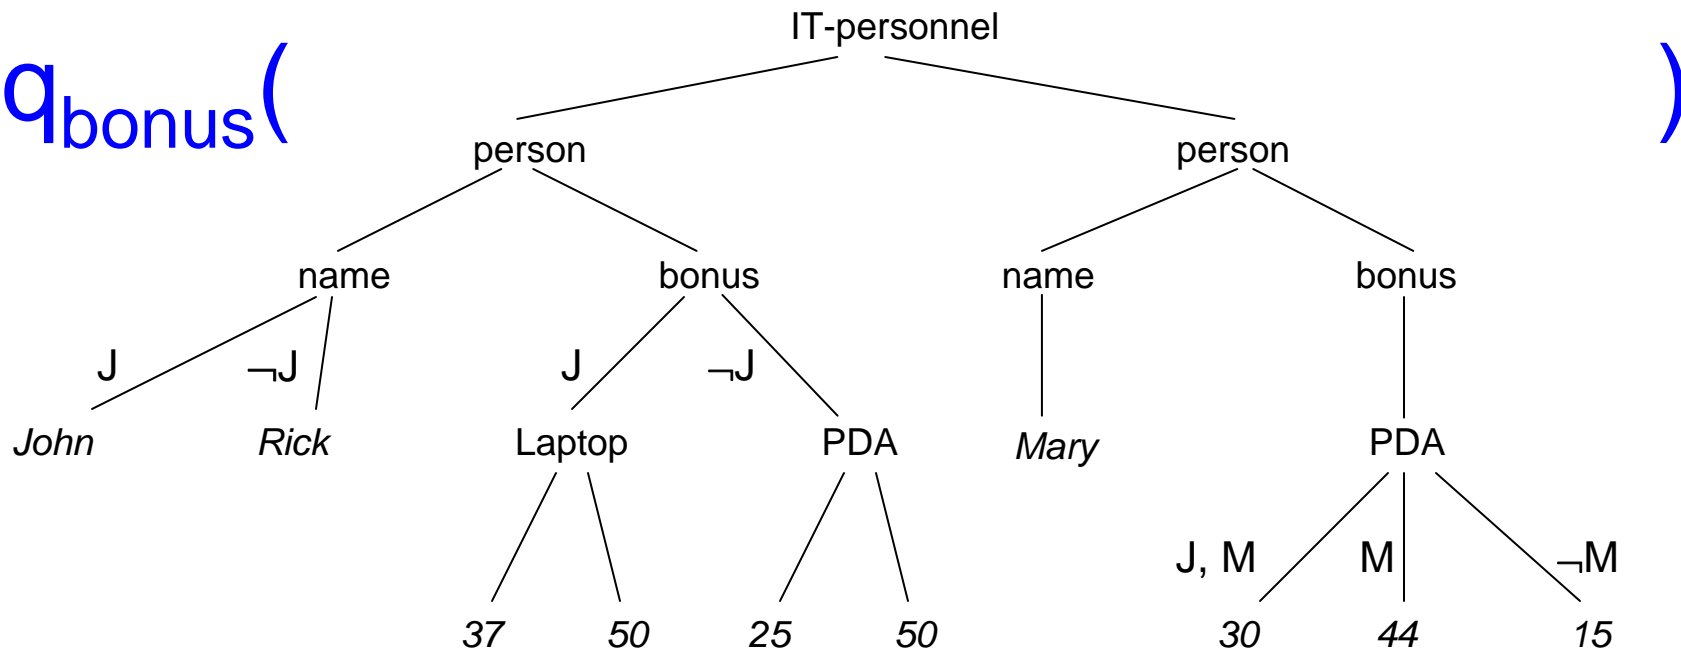 IT-personnel
q_bonus( )
person person
name bonus name bonus
J ¬J J ¬J
John Rick Laptop PDA Mary PDA
J, M M ¬M
37 50 25 50 30 44 15